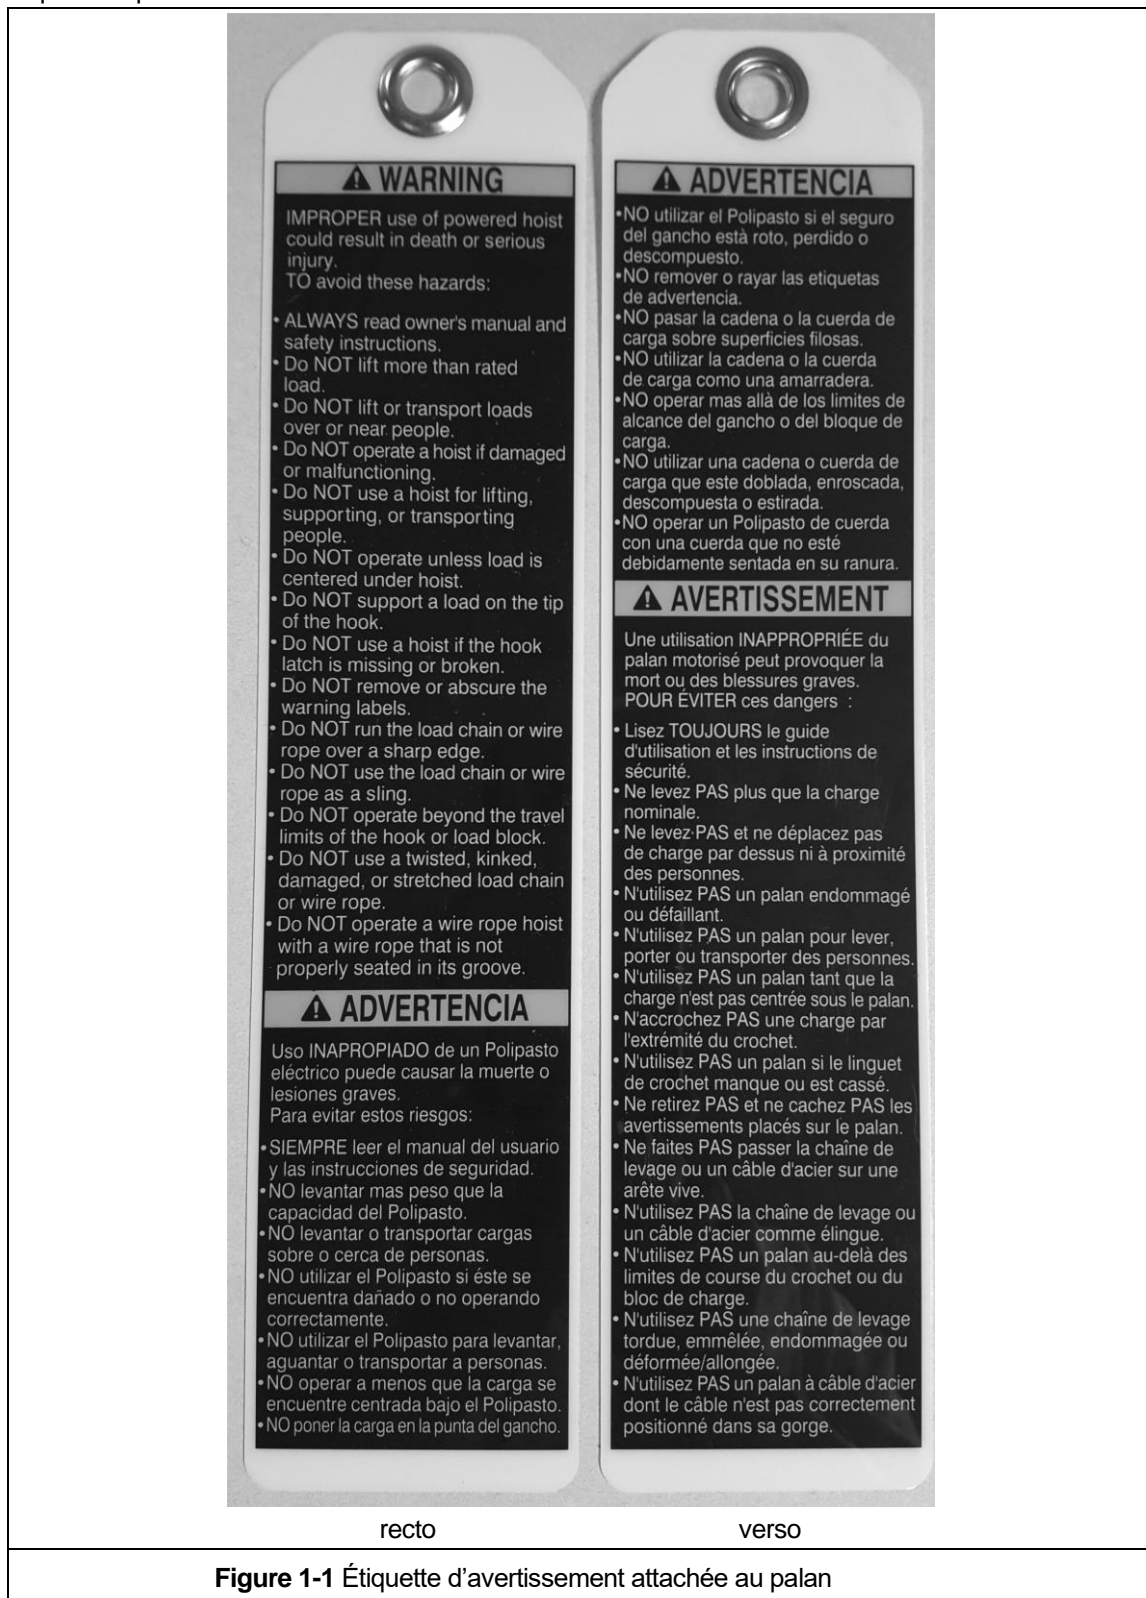 WARNING
IMPROPER use of powered hoist
could result in death or serious
injury.
TO avoid these hazards:
• ALWAYS read owner's manual and
safety instructions.
• Do NOT lift more than rated
load.
• Do NOT lift or transport loads
over or near people.
• Do NOT operate a hoist if damaged
or malfunctioning.
• Do NOT use a hoist for lifting,
supporting, or transporting
people.
• Do NOT operate unless load is
centered under hoist.
• Do NOT support a load on the tip
of the hook.
• Do NOT use a hoist if the hook
latch is missing or broken.
• Do NOT remove or abscure the
warning labels.
• Do NOT run the load chain or wire
rope over a sharp edge.
• Do NOT use the load chain or wire
rope as a sling.
• Do NOT operate beyond the travel
limits of the hook or load block.
• Do NOT use a twisted, kinked,
damaged, or stretched load chain
or wire rope.
• Do NOT operate a wire rope hoist
with a wire rope that is not
properly seated in its groove.
ADVERTENCIA
Uso INAPROPIADO de un Polipasto
eléctrico puede causar la muerte o
lesiones graves.
Para evitar estos riesgos:
•SIEMPRE leer el manual del usuario
y las instrucciones de seguridad.
•NO levantar mas peso que la
capacidad del Polipasto.
•NO levantar o transportar cargas
sobre o cerca de personas.
•NO utilizar el Polipasto si éste se
encuentra dañado o no operando
correctamente.
•NO utilizar el Polipasto para levantar,
aguantar o transportar a personas.
•NO operar a menos que la carga se
encuentre centrada bajo el Polipasto.
•NO poner la carga en la punta del gancho.
ADVERTENCIA
•NO utilizar el Polipasto si el seguro
del gancho està roto, perdido o
descompuesto.
•NO remover o rayar las etiquetas
de advertencia.
•NO pasar la cadena o la cuerda de
carga sobre superficies filosas.
•NO utilizar la cadena o la cuerda
de carga como una amarradera.
•NO operar mas allà de los limites de
alcance del gancho o del bloque de
carga.
•NO utilizar una cadena o cuerda de
carga que este doblada, enroscada,
descompuesta o estirada.
•NO operar un Polipasto de cuerda
con una cuerda que no esté
debidamente sentada en su ranura.
AVERTISSEMENT
Une utilisation INAPPROPRIÉE du
palan motorisé peut provoquer la
mort ou des blessures graves.
POUR ÉVITER ces dangers :
• Lisez TOUJOURS le guide
d'utilisation et les instructions de
sécurité.
• Ne levez PAS plus que la charge
nominale.
• Ne levez PAS et ne déplacez pas
de charge par dessus ni à proximité
des personnes.
• N'utilisez PAS un palan endommagé
ou défaillant.
• N'utilisez PAS un palan pour lever,
porter ou transporter des personnes.
• N'utilisez PAS un palan tant que la
charge n'est pas centrée sous le palan.
• N'accrochez PAS une charge par
l'extrémité du crochet.
• N'utilisez PAS un palan si le linguet
de crochet manque ou est cassé.
• Ne retirez PAS et ne cachez PAS les
avertissements placés sur le palan.
• Ne faites PAS passer la chaîne de
levage ou un câble d'acier sur une
arête vive.
• N'utilisez PAS la chaîne de levage ou
un câble d'acier comme élingue.
• N'utilisez PAS un palan au-delà des
limites de course du crochet ou du
bloc de charge.
• N'utilisez PAS une chaîne de levage
tordue, emmêlée, endommagée ou
déformée/allongée.
• N'utilisez PAS un palan à câble d'acier
dont le câble n'est pas correctement
positionné dans sa gorge.
recto
verso
Figure 1-1 Étiquette d'avertissement attachée au palan